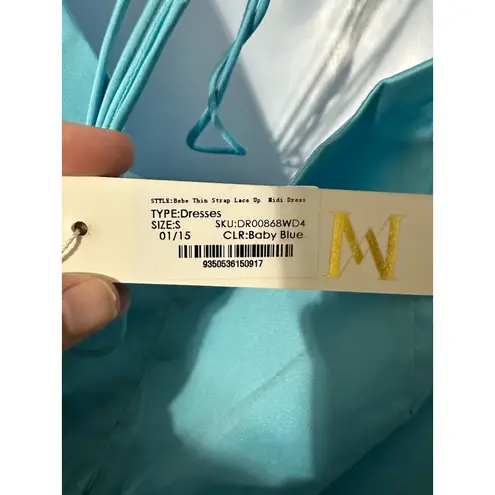 STYLE:Bebe Thin Strap Lace Up Midi Dress
TYPE:Dresses
SIZE:S SKU:DR00868WD4
01/15 CLR:Baby Blue
9350536150917